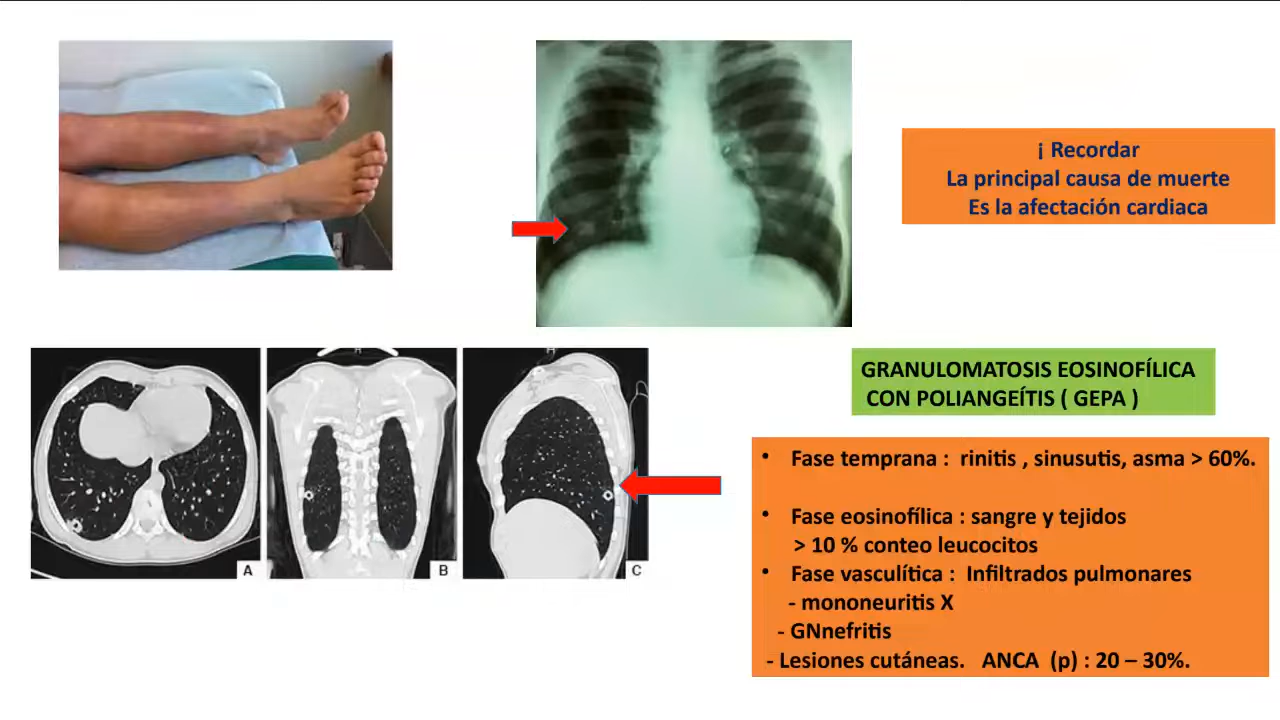 ¡ Recordar
La principal causa de muerte
Es la afectación cardiaca
A
B
C
GRANULOMATOSIS EOSINOFÍLICA
CON POLIANGEÍTIS ( GEPA )
• Fase temprana : rinitis , sinusutis, asma > 60%.
• Fase eosinofílica : sangre y tejidos
> 10 % conteo leucocitos
• Fase vasculítica : Infiltrados pulmonares
- mononeuritis X
- GNnefritis
- Lesiones cutáneas. ANCA (p) : 20 – 30%.